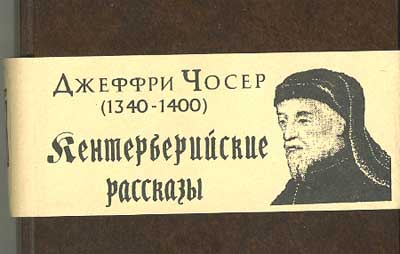 Джеффри Чосер
(1340-1400)
Кентерберийские
рассказы